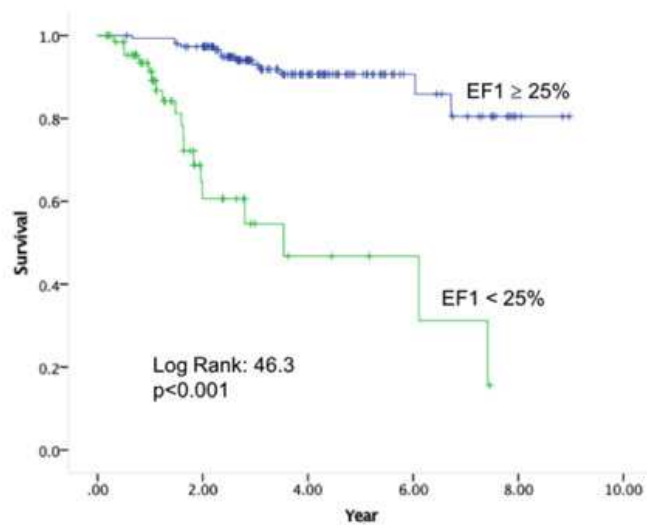 1.0
EF1 ≥ 25%
0.8
0.6
Survival
0.4
EF1 < 25%
0.2
Log Rank: 46.3
p<0.001
0.0
.00 2.00 4.00 6.00 8.00 10.00
Year